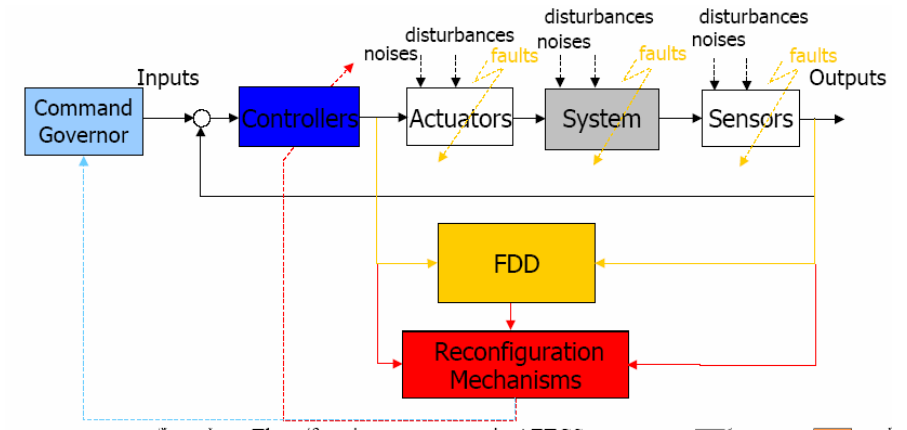 disturbances
noises
faults
disturbances
noises
faults
disturbances
noises
faults
Inputs
Outputs
Command
Governor
Controllers
Actuators
System
Sensors
FDD
Reconfiguration
Mechanisms